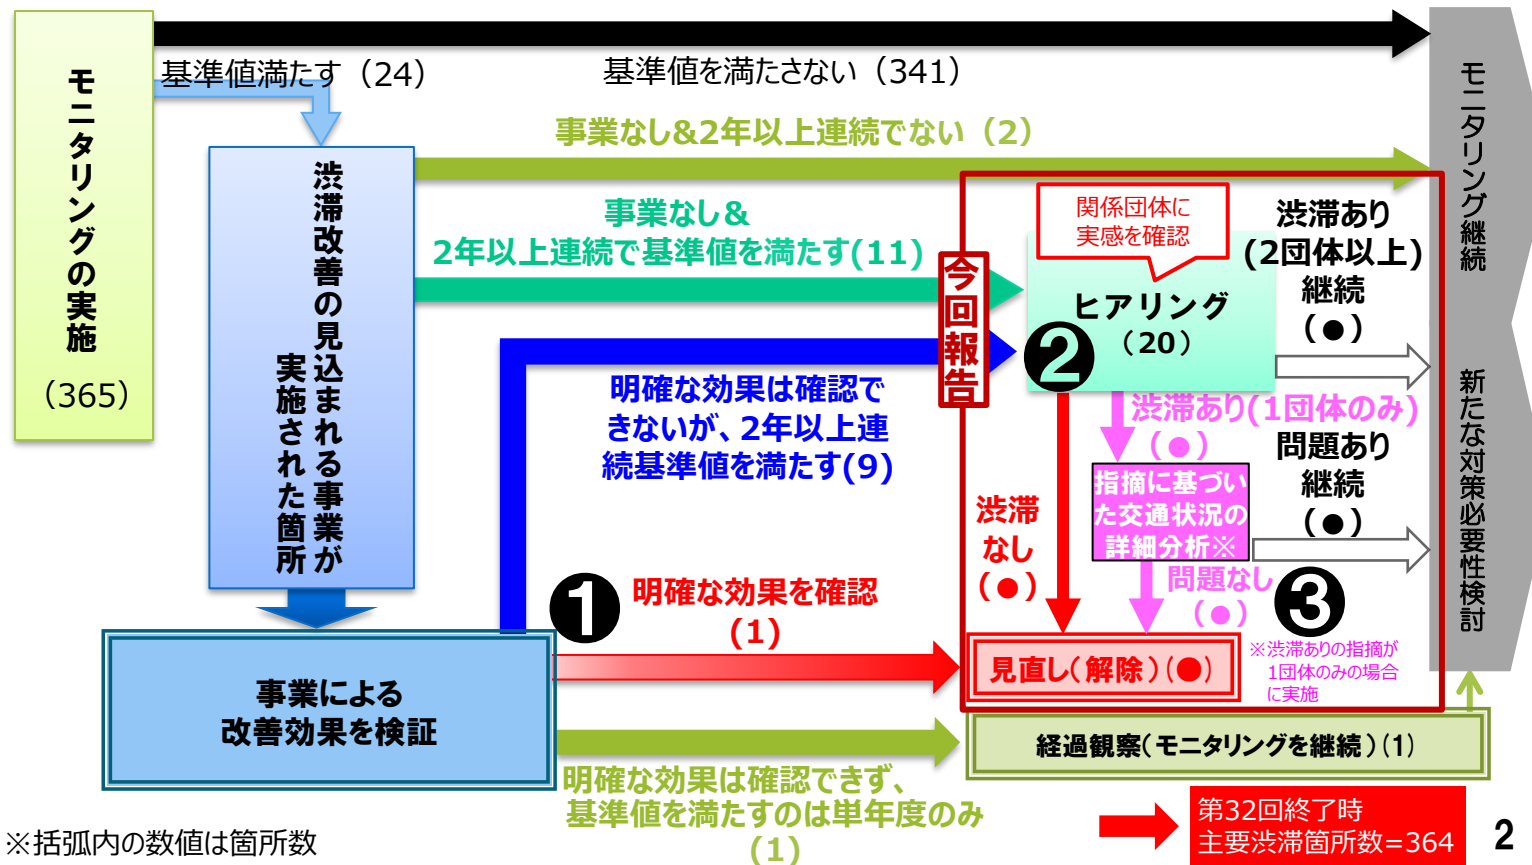 モニタリングの実施
（365）
基準値満たす（24）
基準値を満たさない（341）
事業なし&2年以上連続でない（2）
渋滞改善の見込まれる事業が
実施された箇所
事業なし&
2年以上連続で基準値を満たす(11)
明確な効果は確認で
きないが、2年以上連
続基準値を満たす(9)
❶
明確な効果を確認
(1)
事業による
改善効果を検証
明確な効果は確認できず、
基準値を満たすのは単年度のみ
(1)
今回報告
関係団体に
実感を確認
ヒアリング
（20）
❷
渋滞あり
(2団体以上)
継続
(●)
渋滞あり(1団体のみ)
(●)
指摘に基づい
た交通状況の
詳細分析※
問題あり
継続
(●)
渋滞
なし
(●)
問題なし
(●)
❸
※渋滞ありの指摘が
1団体のみの場合
に実施
見直し(解除)(●)
経過観察(モニタリングを継続)(1)
モニタリング継続
新たな対策必要性検討
第32回終了時
主要渋滞箇所数=364
※括弧内の数値は箇所数
2